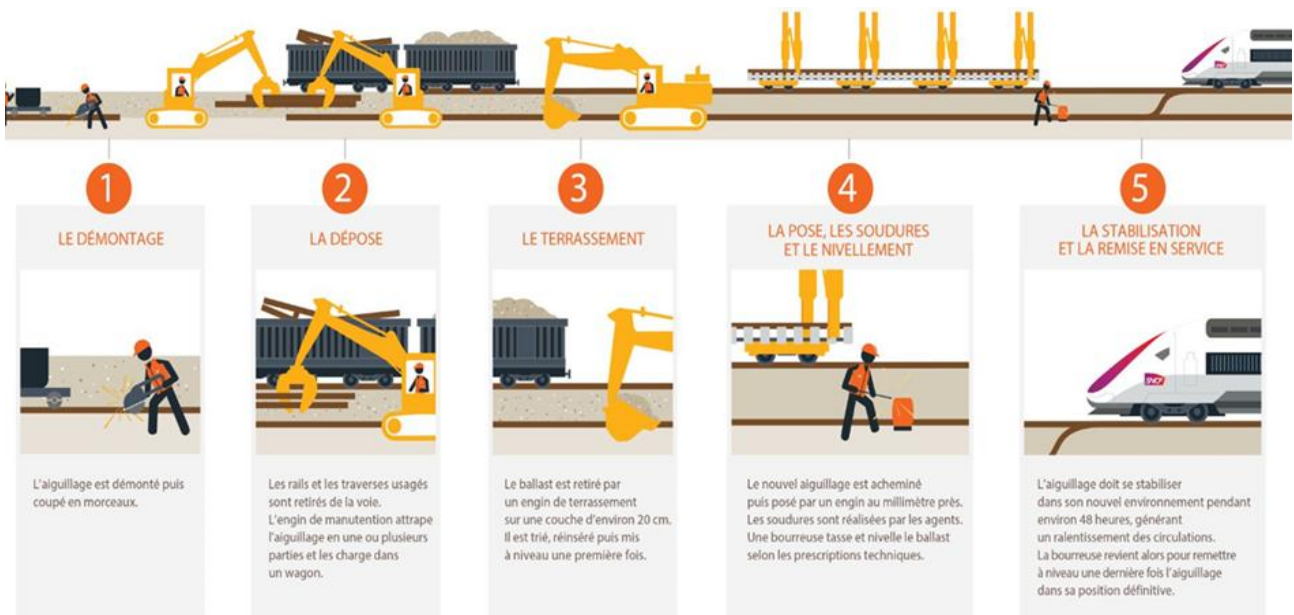 1
LE DÉMONTAGE
L'aiguillage est démonté puis
coupé en morceaux.
2
LA DÉPOSE
Les rails et les traverses usagés
sont retirés de la voie.
L'engin de manutention attrape
l'aiguillage en une ou plusieurs
parties et les charge dans
un wagon.
3
LE TERRASSEMENT
Le ballast est retiré par
un engin de terrassement
sur une couche d'environ 20 cm.
Il est trié, réinséré puis mis
à niveau une première fois.
4
LA POSE, LES SOUDURES
ET LE NIVELLEMENT
Le nouvel aiguillage est acheminé
puis posé par un engin au millimètre près.
Les soudures sont réalisées par les agents.
Une bourreuse tasse et nivelle le ballast
selon les prescriptions techniques.
5
LA STABILISATION
ET LA REMISE EN SERVICE
SNCF
L'aiguillage doit se stabiliser
dans son nouvel environnement pendant
environ 48 heures, générant
un ralentissement des circulations.
La bourreuse revient alors pour remettre
à niveau une dernière fois l'aiguillage
dans sa position définitive.